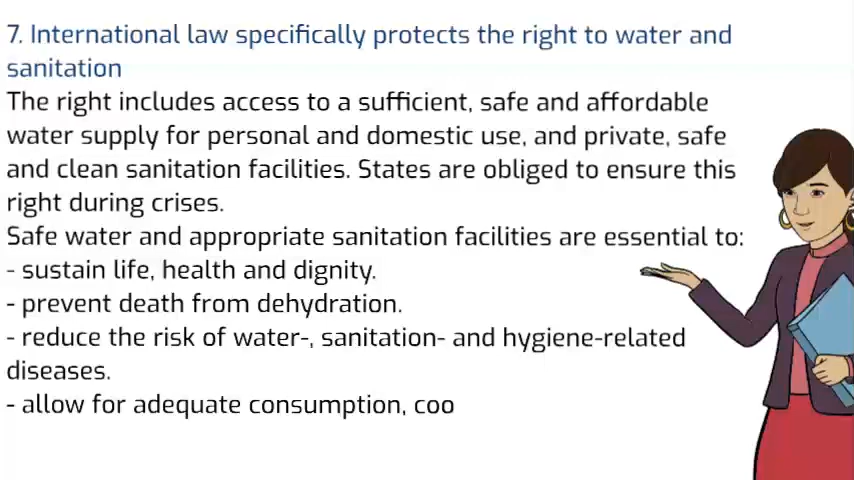 7. International law specifically protects the right to water and
sanitation
The right includes access to a sufficient, safe and affordable
water supply for personal and domestic use, and private, safe
and clean sanitation facilities. States are obliged to ensure this
right during crises.
Safe water and appropriate sanitation facilities are essential to:
- sustain life, health and dignity.
- prevent death from dehydration.
- reduce the risk of water-, sanitation- and hygiene-related
diseases.
- allow for adequate consumption, coo